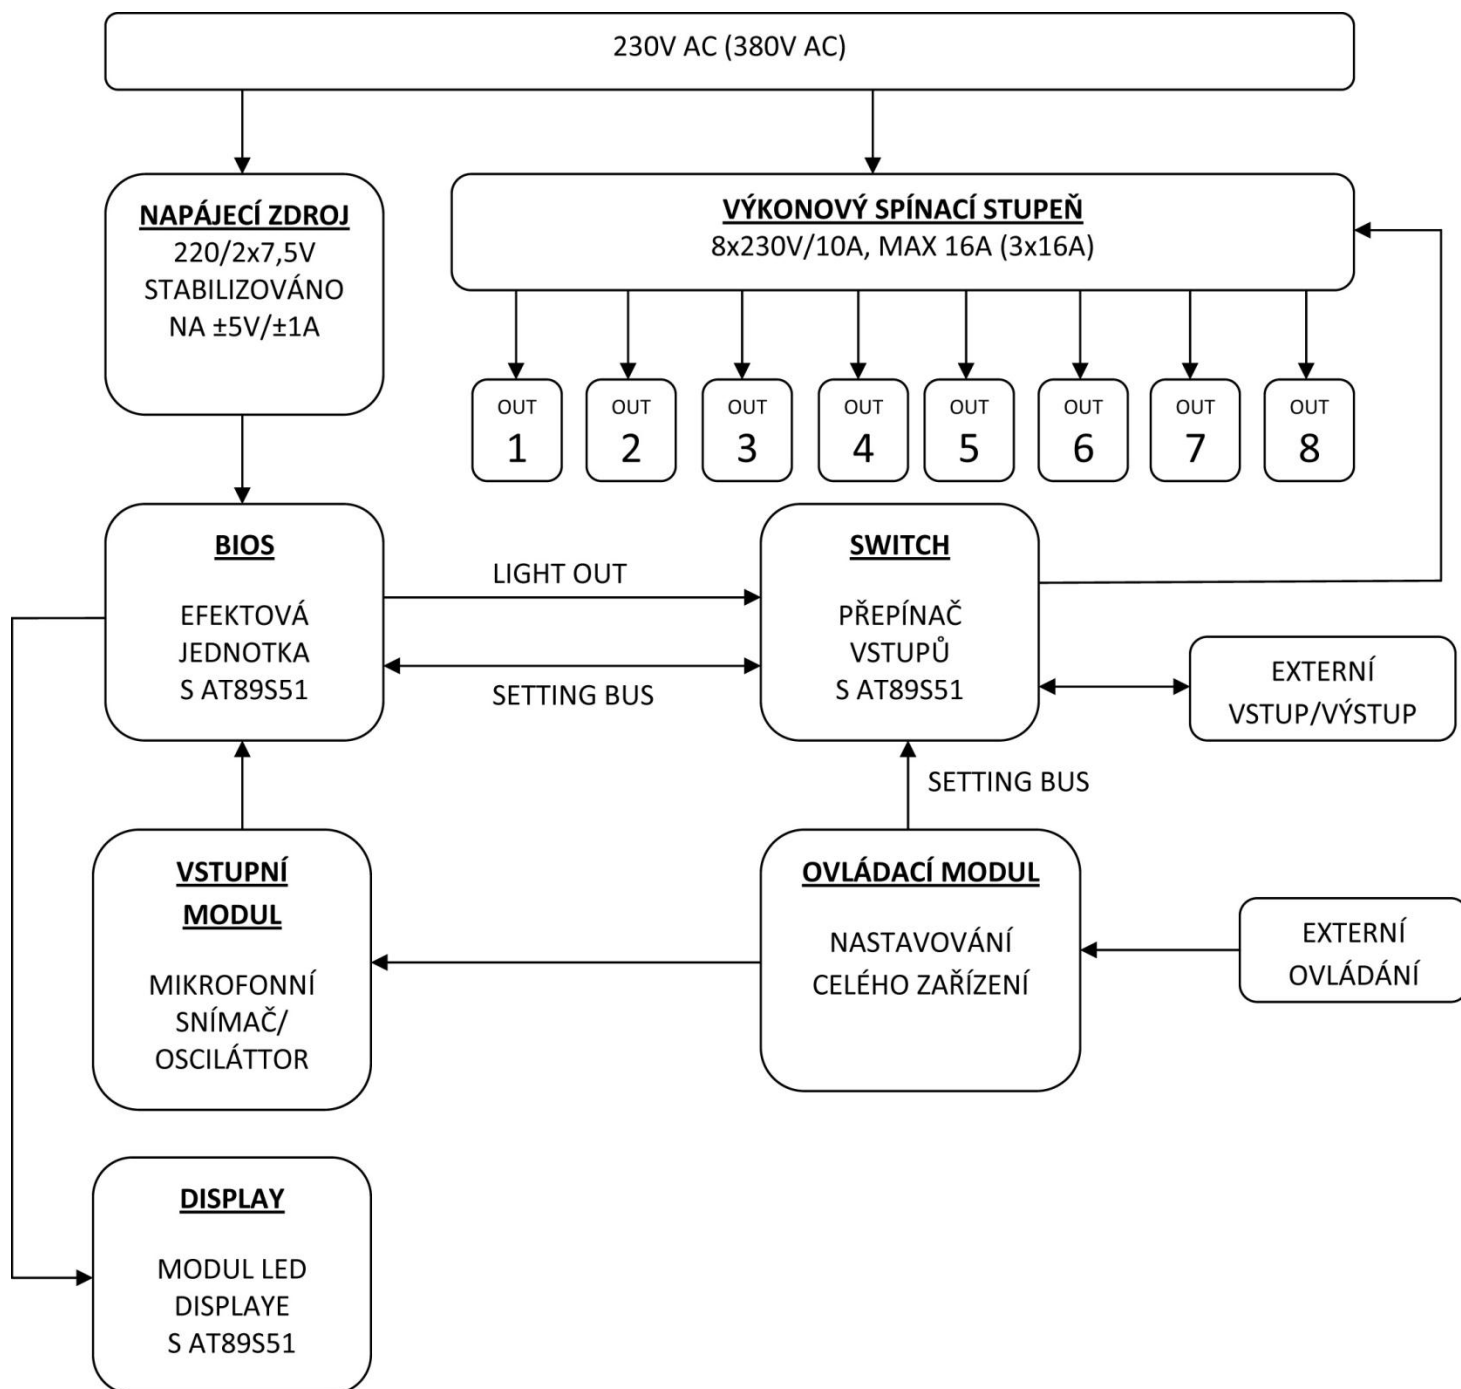 230V AC (380V AC)
NAPÁJECÍ ZDROJ
220/2x7,5V
STABILIZOVÁNO
NA ±5V/±1A
VÝKONOVÝ SPÍNACÍ STUPEŇ
8x230V/10A, MAX 16A (3x16A)
OUT
1
OUT
2
OUT
3
OUT
4
OUT
5
OUT
6
OUT
7
OUT
8
BIOS
EFEKTOVÁ
JEDNOTKA
S AT89S51
LIGHT OUT
SETTING BUS
SWITCH
PŘEPÍNAČ
VSTUPŮ
S AT89S51
EXTERNÍ
VSTUP/VÝSTUP
SETTING BUS
VSTUPNÍ
MODUL
MIKROFONNÍ
SNÍMAČ/
OSCILÁTTOR
OVLÁDACÍ MODUL
NASTAVOVÁNÍ
CELÉHO ZAŘÍZENÍ
EXTERNÍ
OVLÁDÁNÍ
DISPLAY
MODUL LED
DISPLAYE
S AT89S51